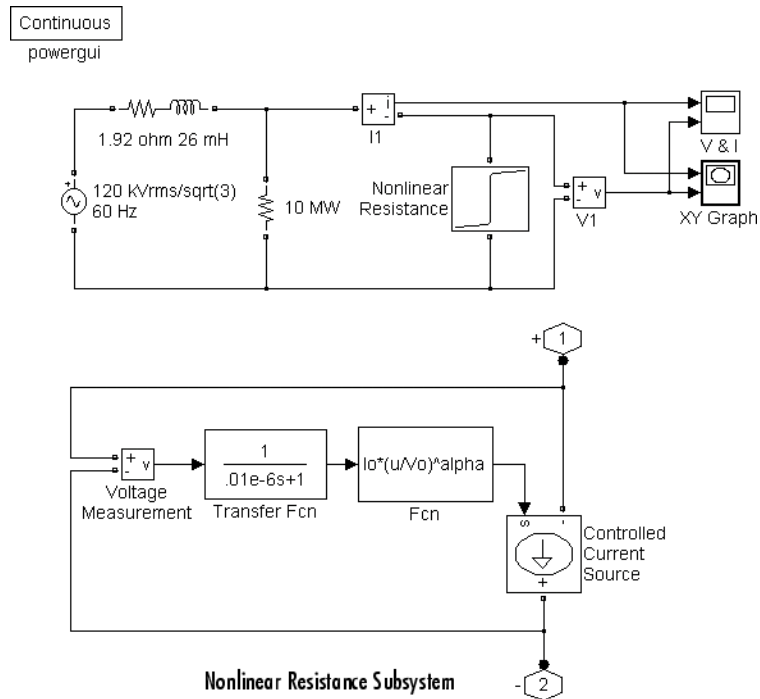 Continuous
powergui
1.92 ohm 26 mH
+
i
-
I1
V & I
120 kVrms/sqrt(3)
60 Hz
+
10 MW
Nonlinear
Resistance
+
-
v
V1
XY Graph
+
1
+
-
v
Voltage
Measurement
1
.01e-6s+1
Transfer Fcn
Io*(u/Vo)^alpha
Fcn
s
-
+
Controlled
Current
Source
Nonlinear Resistance Subsystem
-
2